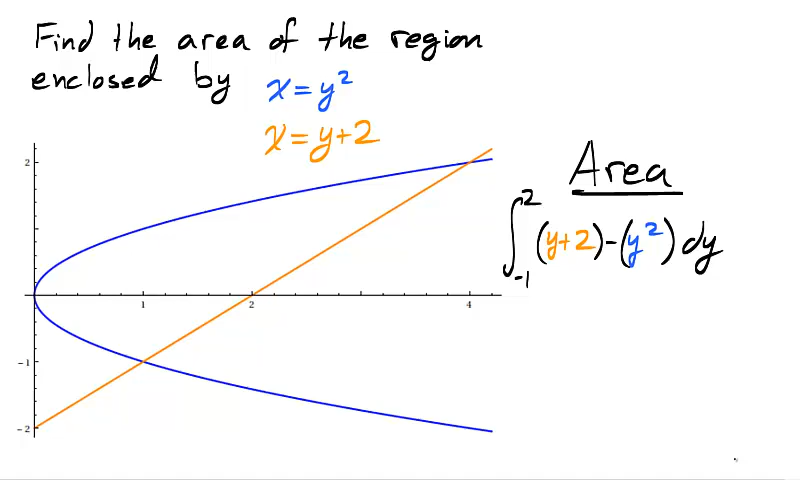 Find the area of the region
enclosed by
x = y²
x = y+2
Area
∫₋₁² (y+2)-(y²) dy
2
1
2
4
-1
-2